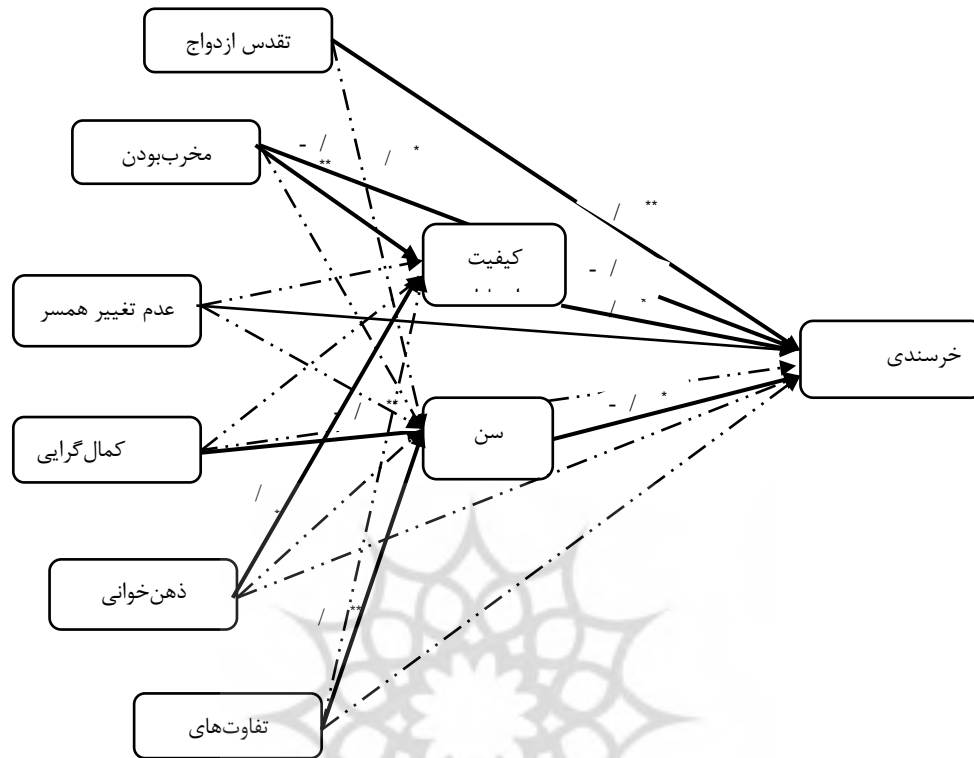 تقدس ازدواج
مخرب‌بودن
- / **
/ *
/ **
کیفیت
- /
/ *
عدم تغییر همسر
خرسندی
/ **
- / *
سن
کمال‌گرایی
/ *
ذهن‌خوانی
/ **
تفاوت‌های